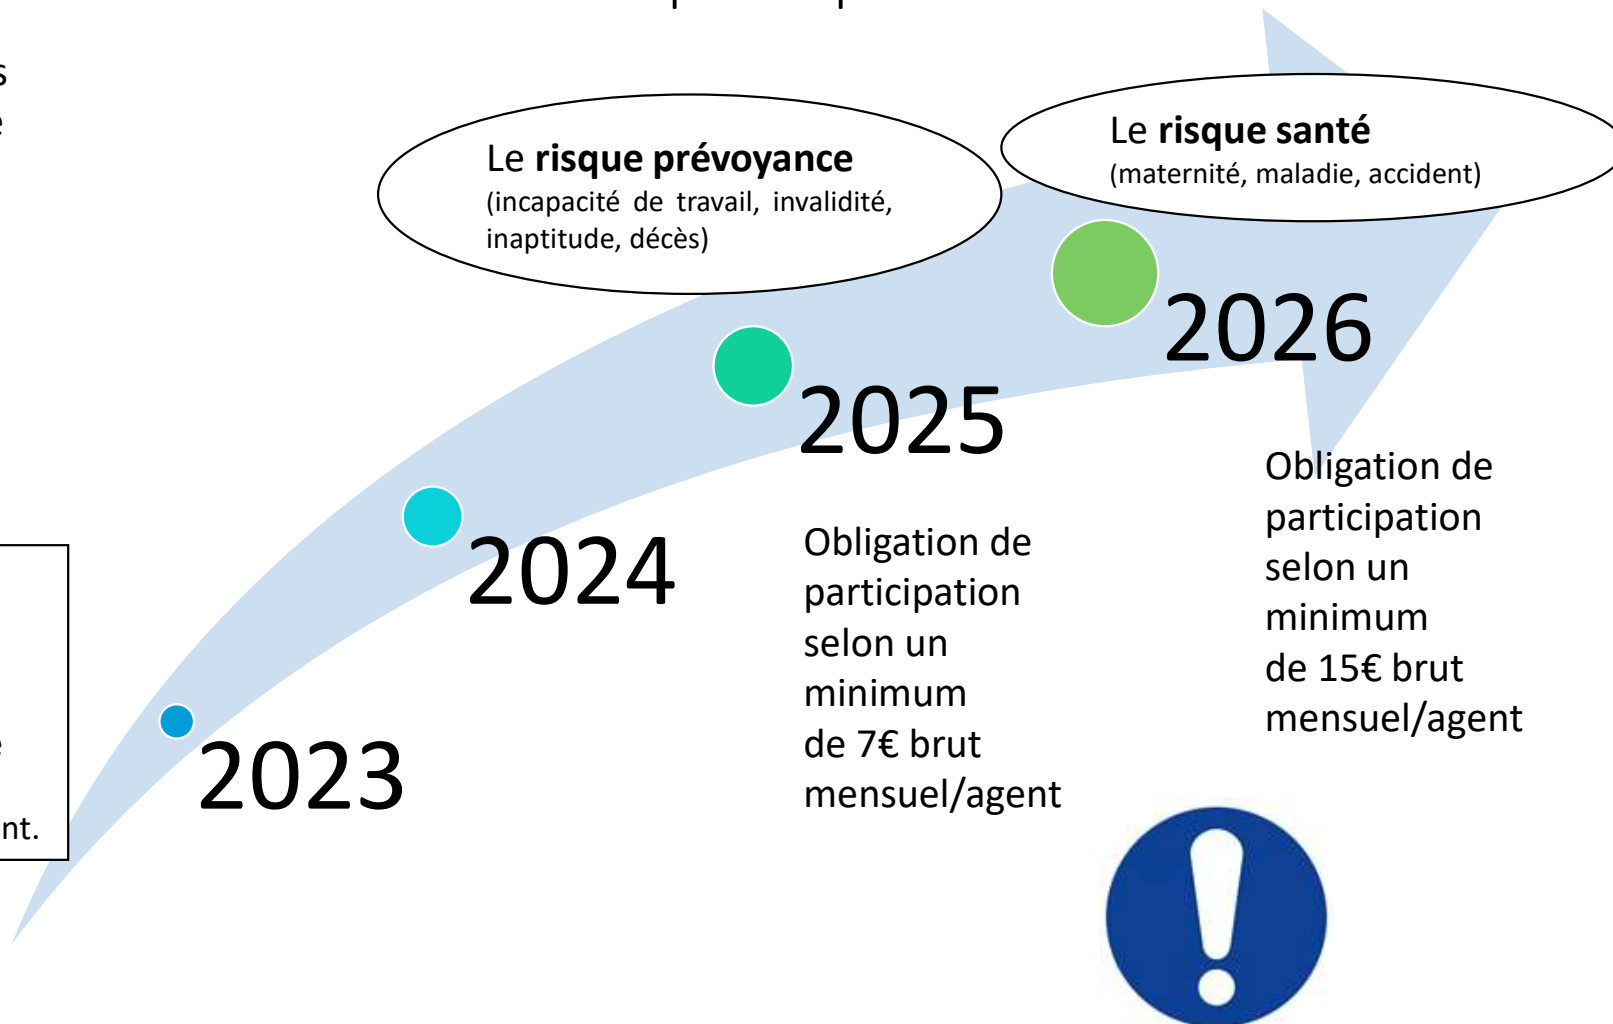 Le risque prévoyance
(incapacité de travail, invalidité,
inaptitude, décès)
Le risque santé
(maternité, maladie, accident)
2026
2025
2024
2023
Obligation de
participation
selon un
minimum
de 7€ brut
mensuel/agent
Obligation de
participation
selon un
minimum
de 15€ brut
mensuel/agent
nt.